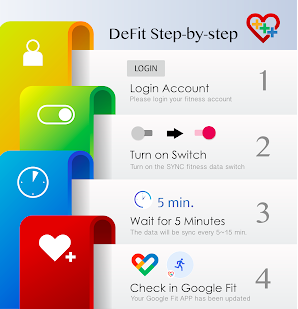 DeFit Step-by-step
LOGIN
1
Login Account
Please login your fitness account
Turn on Switch
2
Turn on the SYNC fitness data switch
5 min.
Wait for 5 Minutes
3
The data will be sync every 5~15 min.
Check in Google Fit
4
Your Google Fit APP has been updated